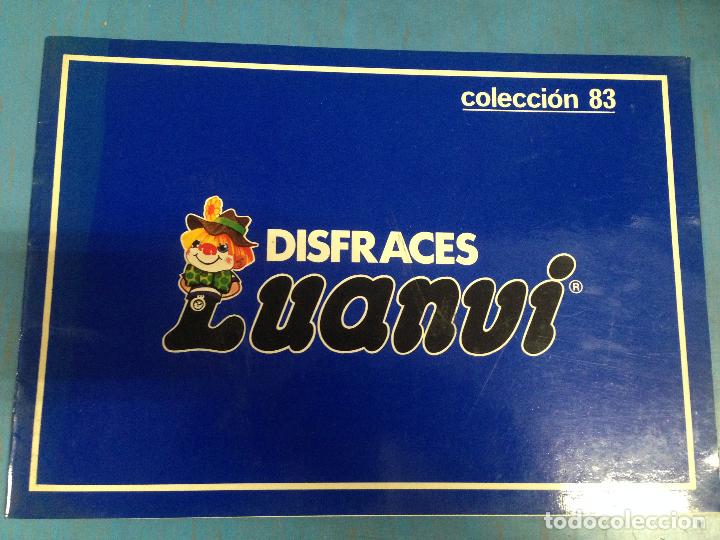 colección 83
DISFRACES
Luanvi®
todocoleccion